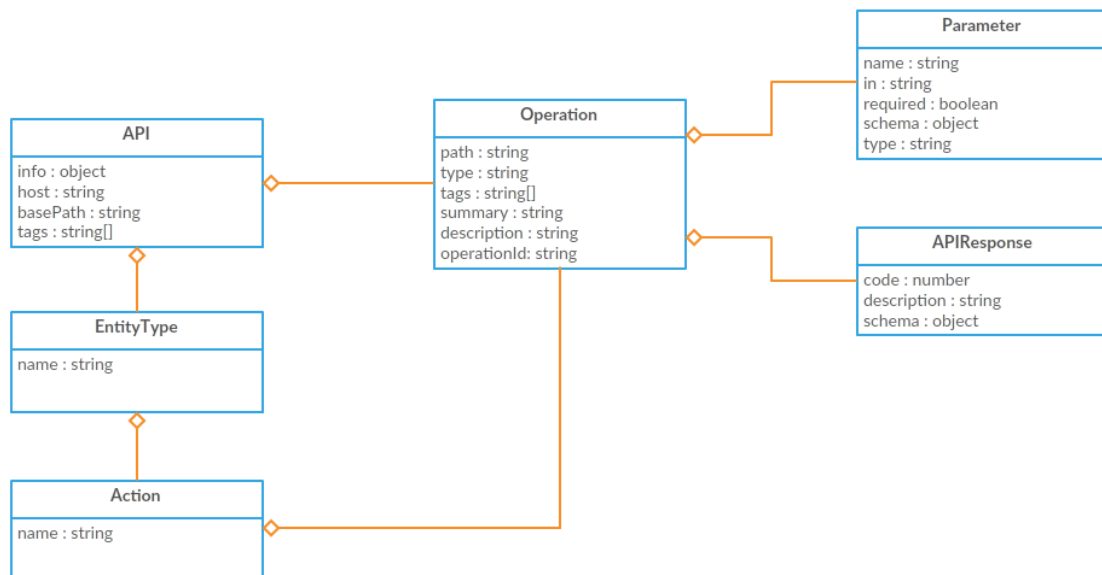 API
info : object
host : string
basePath : string
tags : string[]
EntityType
name : string
Action
name : string
Operation
path : string
type : string
tags : string[]
summary : string
description : string
operationId: string
Parameter
name : string
in : string
required : boolean
schema : object
type : string
APIResponse
code : number
description : string
schema : object